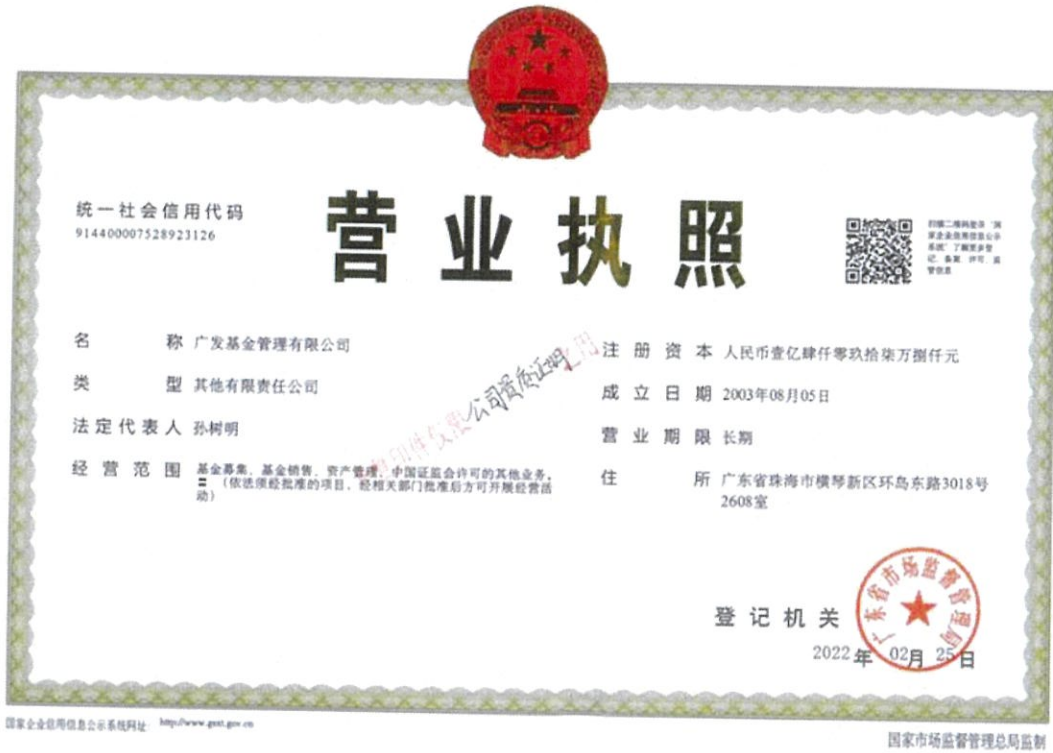 统一社会信用代码
914400007528923126
营业执照
扫描二维码登录“国
家企业信用信息公示
系统”了解更多登
记、备案、许可、监
管信息
名称 广发基金管理有限公司
类型 其他有限责任公司
法定代表人 孙树明
经营范围 基金募集、基金销售、资产管理、中国证监会许可的其他业务。
〓(依法须经批准的项目，经相关部门批准后方可开展经营活
动)
注册资本 人民币壹亿肆仟零玖拾柒万捌仟元
成立日期 2003年08月05日
营业期限 长期
住所 广东省珠海市横琴新区环岛东路3018号
2608室
复印件仅限公司资质证明之用
登记机关
广东省市场监督管理局
2022年02月25日
国家企业信用信息公示系统网址: http://www.gsxt.gov.cn
国家市场监督管理总局监制